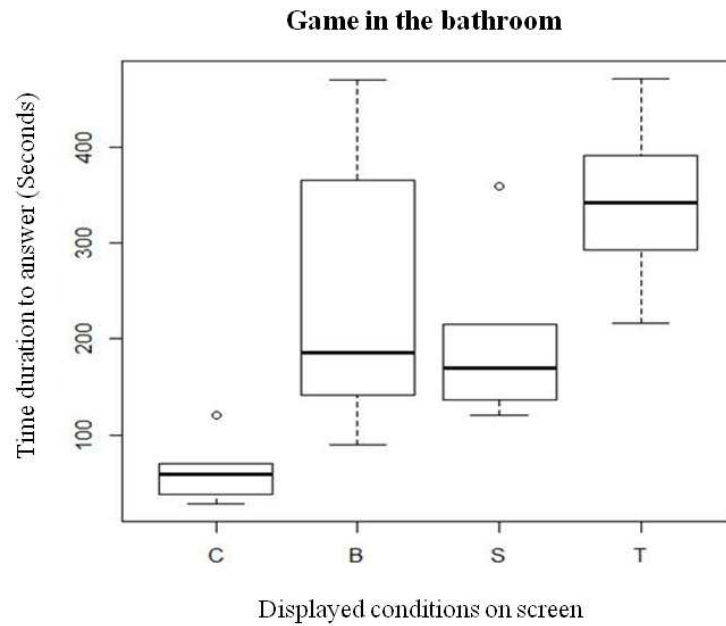 Game in the bathroom
Time duration to answer (Seconds)
400
300
200
100
C B S T
Displayed conditions on screen